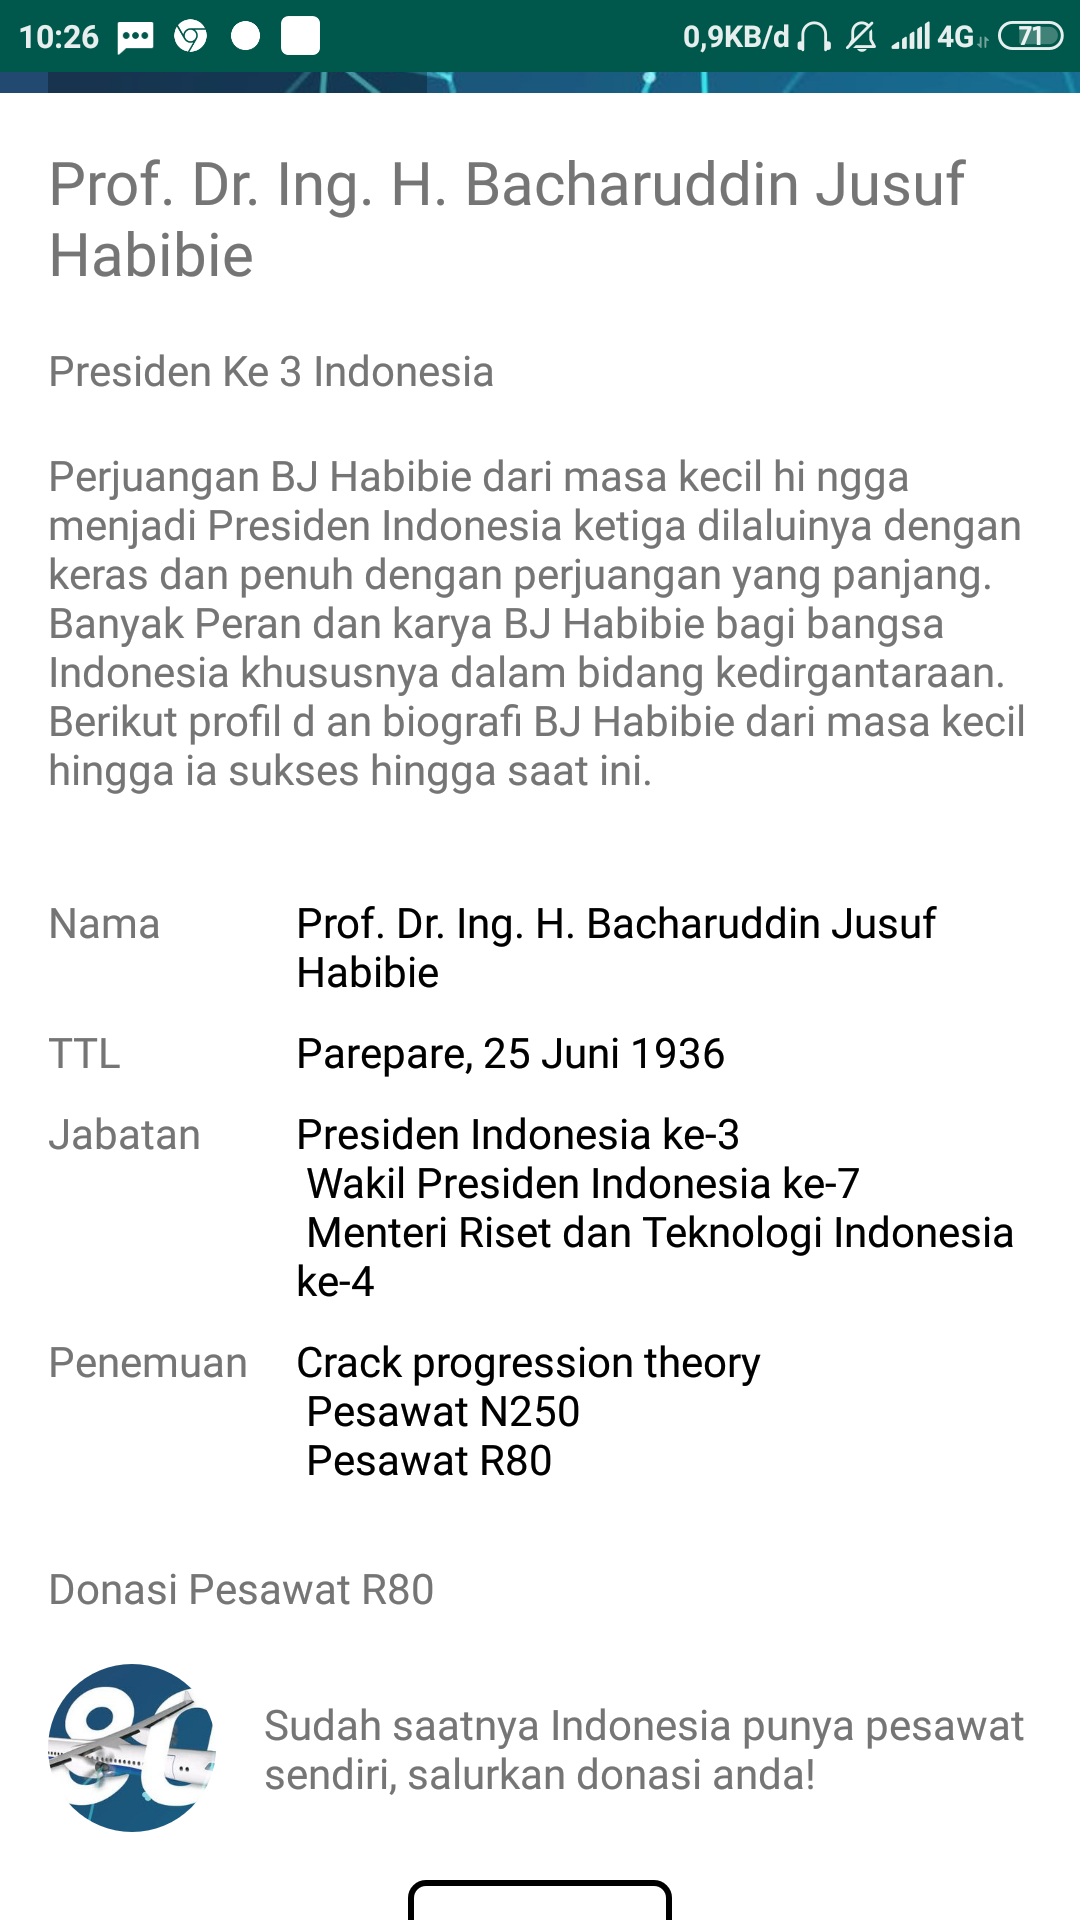 10:26 0,9KB/d 4G 71
Prof. Dr. Ing. H. Bacharuddin Jusuf
Habibie
Presiden Ke 3 Indonesia
Perjuangan BJ Habibie dari masa kecil hi ngga
menjadi Presiden Indonesia ketiga dilaluinya dengan
keras dan penuh dengan perjuangan yang panjang.
Banyak Peran dan karya BJ Habibie bagi bangsa
Indonesia khususnya dalam bidang kedirgantaraan.
Berikut profil d an biografi BJ Habibie dari masa kecil
hingga ia sukses hingga saat ini.
Nama Prof. Dr. Ing. H. Bacharuddin Jusuf
Habibie
TTL Parepare, 25 Juni 1936
Jabatan Presiden Indonesia ke-3
Wakil Presiden Indonesia ke-7
Menteri Riset dan Teknologi Indonesia
ke-4
Penemuan Crack progression theory
Pesawat N250
Pesawat R80
Donasi Pesawat R80
80
Sudah saatnya Indonesia punya pesawat
sendiri, salurkan donasi anda!